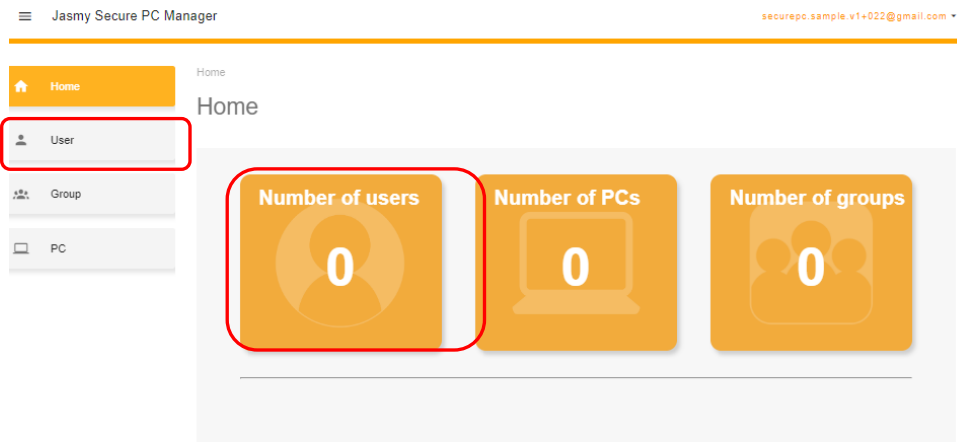 Jasmy Secure PC Manager
securepc.sample.v1+022@gmail.com
Home
User
Group
PC
Home
Home
Number of users
0
Number of PCs
0
Number of groups
0